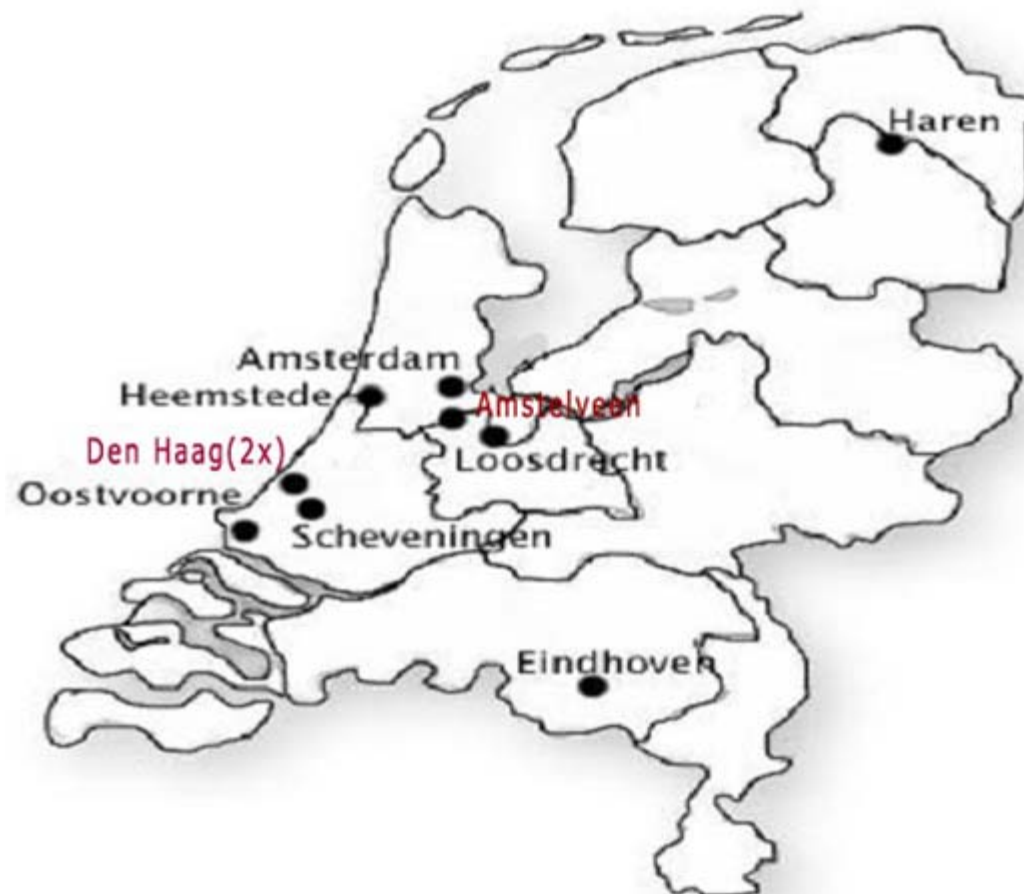 Haren
Amsterdam
Heemstede
Amstelveen
Den Haag(2x)
Loosdrecht
Oostvoorne
Scheveningen
Eindhoven